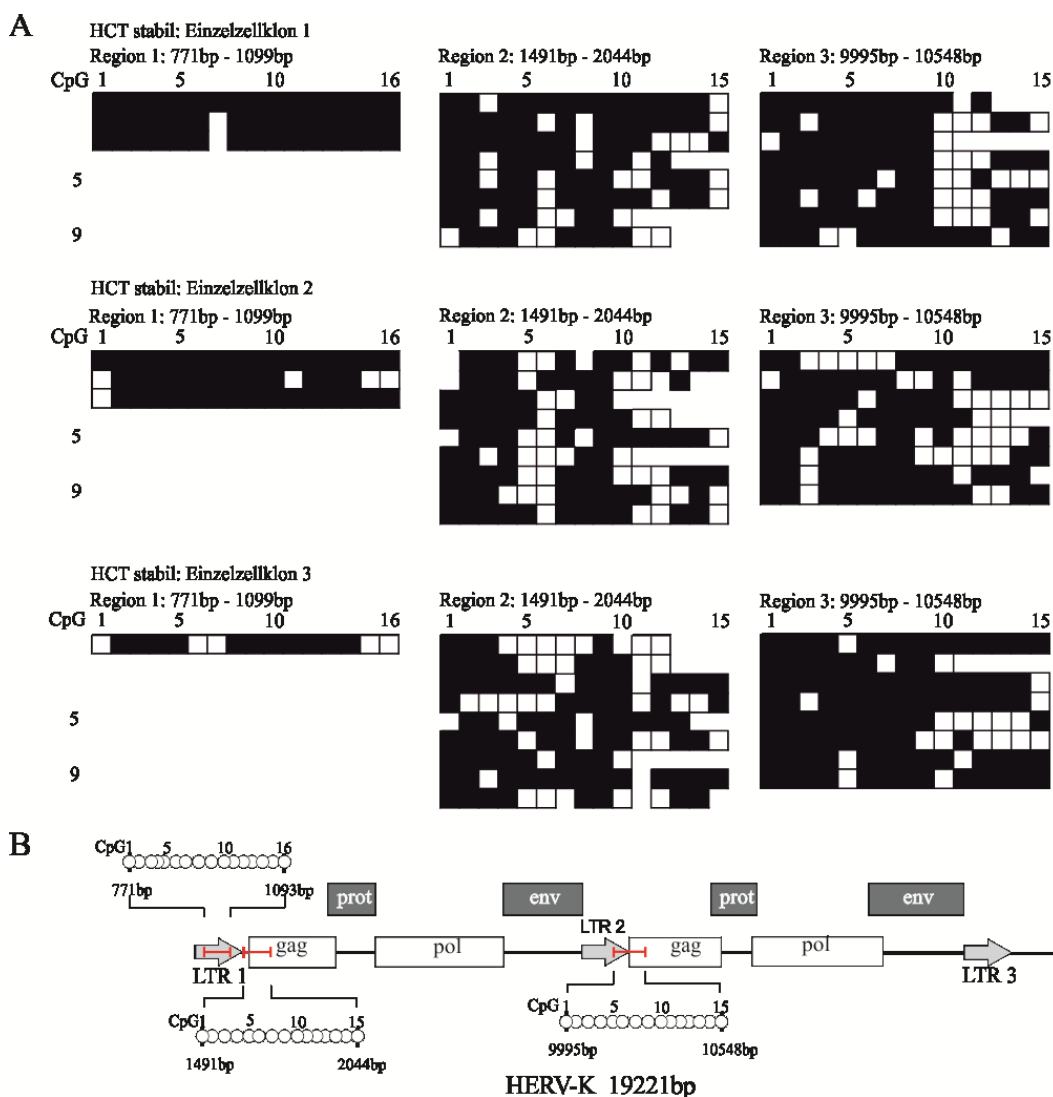 A
HCT stabil: Einzelzellklon 1
Region 1: 771bp - 1099bp
Region 2: 1491bp - 2044bp
Region 3: 9995bp - 10548bp
CpG 1 5 10 16
1 5 10 15
1 5 10 15
5
9
HCT stabil: Einzelzellklon 2
Region 1: 771bp - 1099bp
Region 2: 1491bp - 2044bp
Region 3: 9995bp - 10548bp
CpG 1 5 10 16
1 5 10 15
1 5 10 15
5
9
HCT stabil: Einzelzellklon 3
Region 1: 771bp - 1099bp
Region 2: 1491bp - 2044bp
Region 3: 9995bp - 10548bp
CpG 1 5 10 16
1 5 10 15
1 5 10 15
5
9
B
CpG1 5 10 16
771bp 1093bp
prot env prot env
LTR 2
gag pol gag pol
LTR 1 LTR 3
CpG 1 5 10 15
CpG 1 5 10 15
1491bp 2044bp
9995bp 10548bp
HERV-K 19221bp